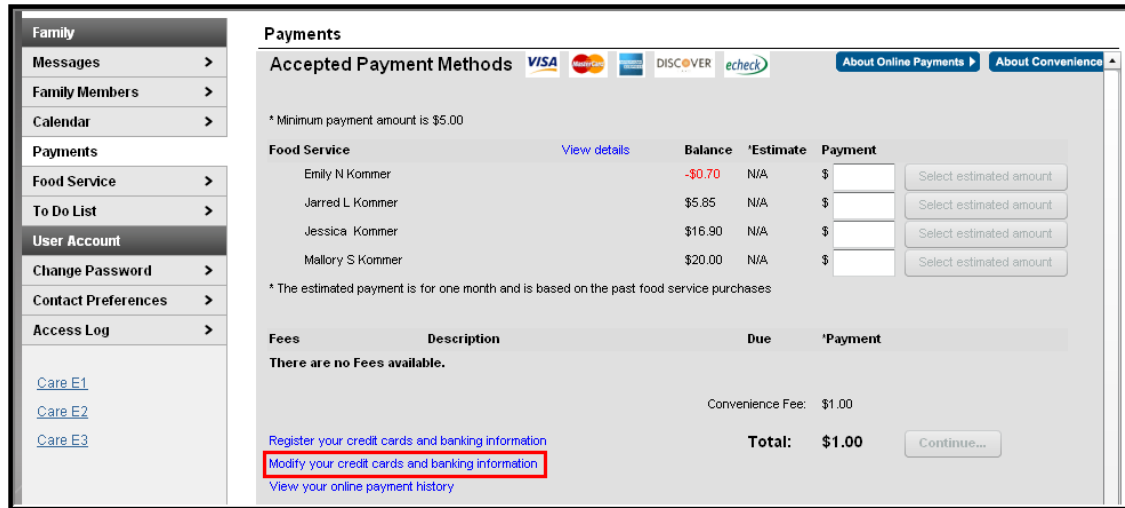 Family
Messages >
Family Members >
Calendar >
Payments
Food Service >
To Do List >
User Account
Change Password >
Contact Preferences >
Access Log >
Care E1
Care E2
Care E3
Payments
Accepted Payment Methods VISA MasterCard DISCOVER echeck About Online Payments About Convenience
* Minimum payment amount is $5.00
Food Service View details Balance *Estimate Payment
Emily N Kommer -$0.70 N/A $ Select estimated amount
Jarred L Kommer $5.85 N/A $ Select estimated amount
Jessica Kommer $16.90 N/A $ Select estimated amount
Mallory S Kommer $20.00 N/A $ Select estimated amount
* The estimated payment is for one month and is based on the past food service purchases
Fees Description Due *Payment
There are no Fees available.
Convenience Fee: $1.00
Register your credit cards and banking information Total: $1.00 Continue...
Modify your credit cards and banking information
View your online payment history